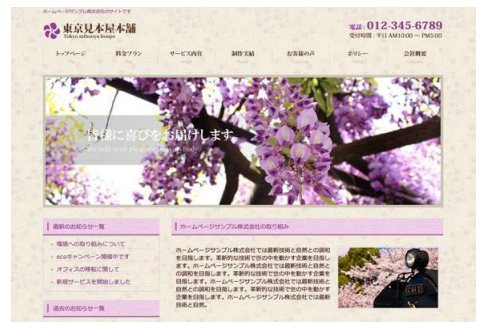 ホームページサンプル株式会社のサイトです
東京見本屋本舗
Tokyo mihonya honpo
電話：012-345-6789
受付時間：平日 AM10:00 ～ PM5:00
トップページ 料金プラン サービス内容 制作実績 お客様の声 ポリシー 会社概要
皆様に喜びをお届けします
We will send pleasure to every body
最新のお知らせ一覧
環境への取り組みについて
ecoキャンペーン開催中です
オフィスの移転に関して
新規サービスを開始しました
過去のお知らせ一覧
ホームページサンプル株式会社の取り組み
ホームページサンプル株式会社では最新技術と自然との調和
を目指します。革新的な技術で世の中を動かす企業を目指し
ます。ホームページサンプル株式会社では最新技術と自然と
の調和を目指します。革新的な技術で世の中を動かす企業を
目指します。ホームページサンプル株式会社では最新技術と
自然との調和を目指します。革新的な技術で世の中を動かす
企業を目指します。ホームページサンプル株式会社では最新
技術と自然。